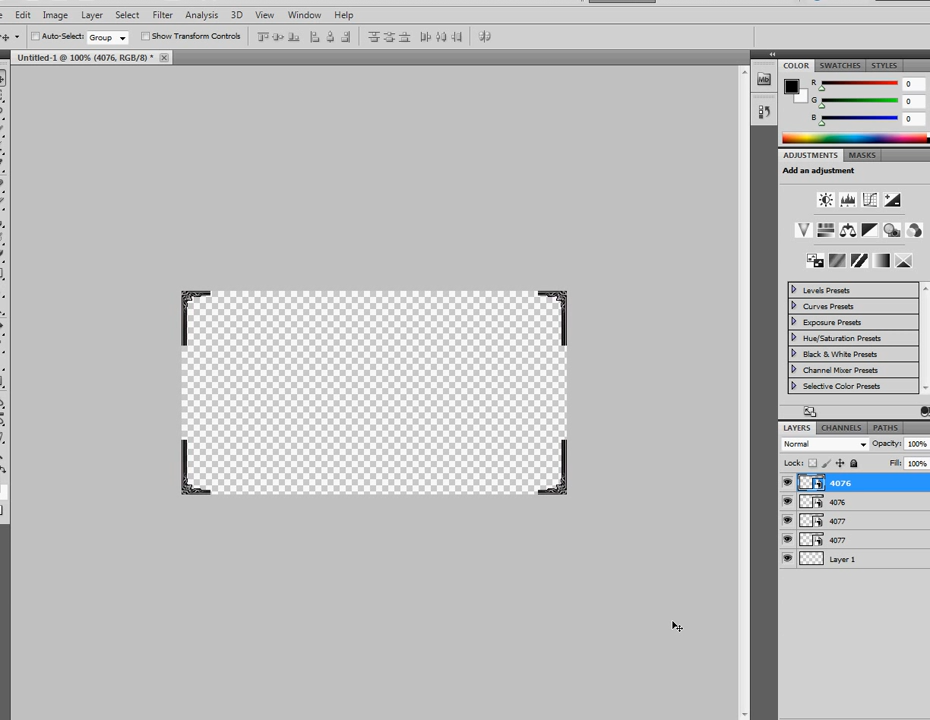 Edit Image Layer Select Filter Analysis 3D View Window Help
Auto-Select: Group Show Transform Controls
Untitled-1 @ 100% (4076, RGB/8) *
Mb
COLOR SWATCHES STYLES
R 0
G 0
B 0
ADJUSTMENTS MASKS
Add an adjustment
Levels Presets
Curves Presets
Exposure Presets
Hue/Saturation Presets
Black & White Presets
Channel Mixer Presets
Selective Color Presets
LAYERS CHANNELS PATHS
Normal Opacity: 100%
Lock: Fill: 100%
4076
4076
4077
4077
Layer 1